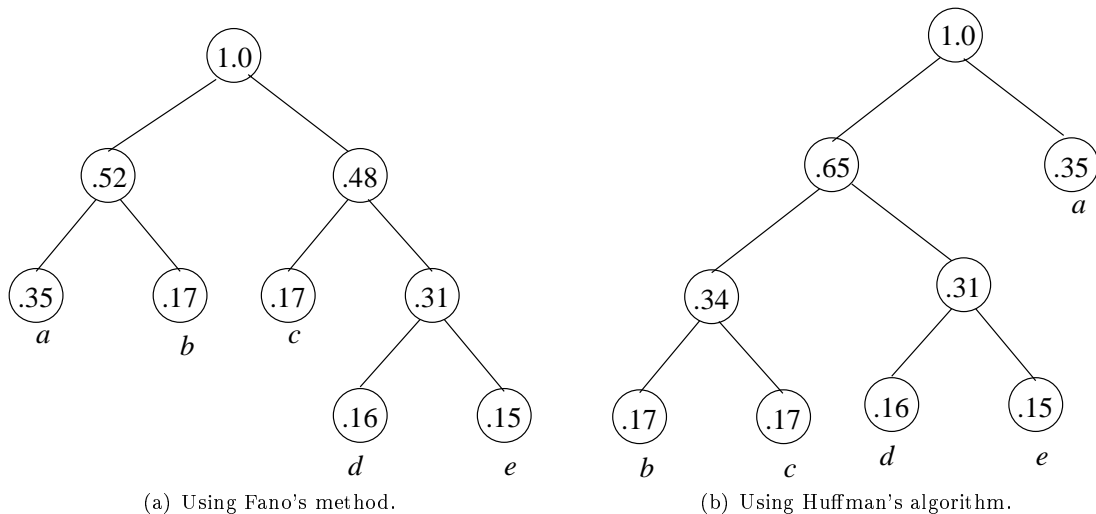 1.0
.52
.48
.35
.17
.17
.31
a
b
c
.16
.15
d
e
(a) Using Fano's method.
1.0
.65
.35
a
.34
.31
.17
.17
.16
.15
b
c
d
e
(b) Using Huffman's algorithm.